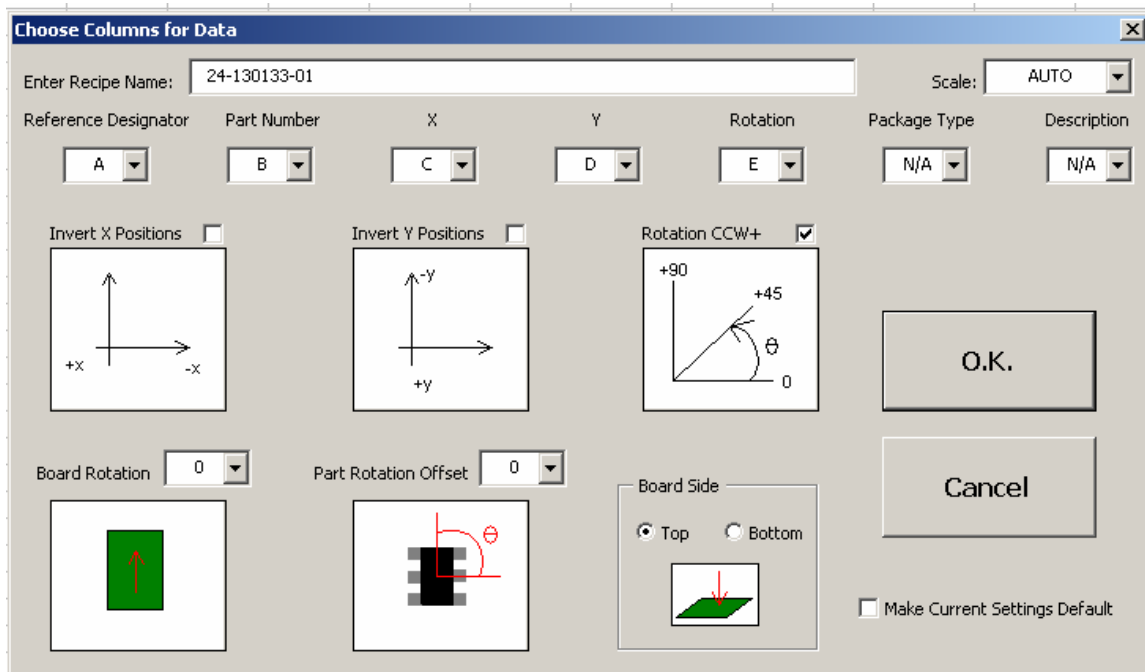 Choose Columns for Data
Enter Recipe Name: 24-130133-01 Scale: AUTO
Reference Designator Part Number X Y Rotation Package Type Description
A B C D E N/A N/A
Invert X Positions Invert Y Positions Rotation CCW+
+90
+45
θ
0
+x
-x
-y
+y
O.K.
Board Rotation 0 Part Rotation Offset 0
θ
Board Side
Top Bottom
Cancel
Make Current Settings Default